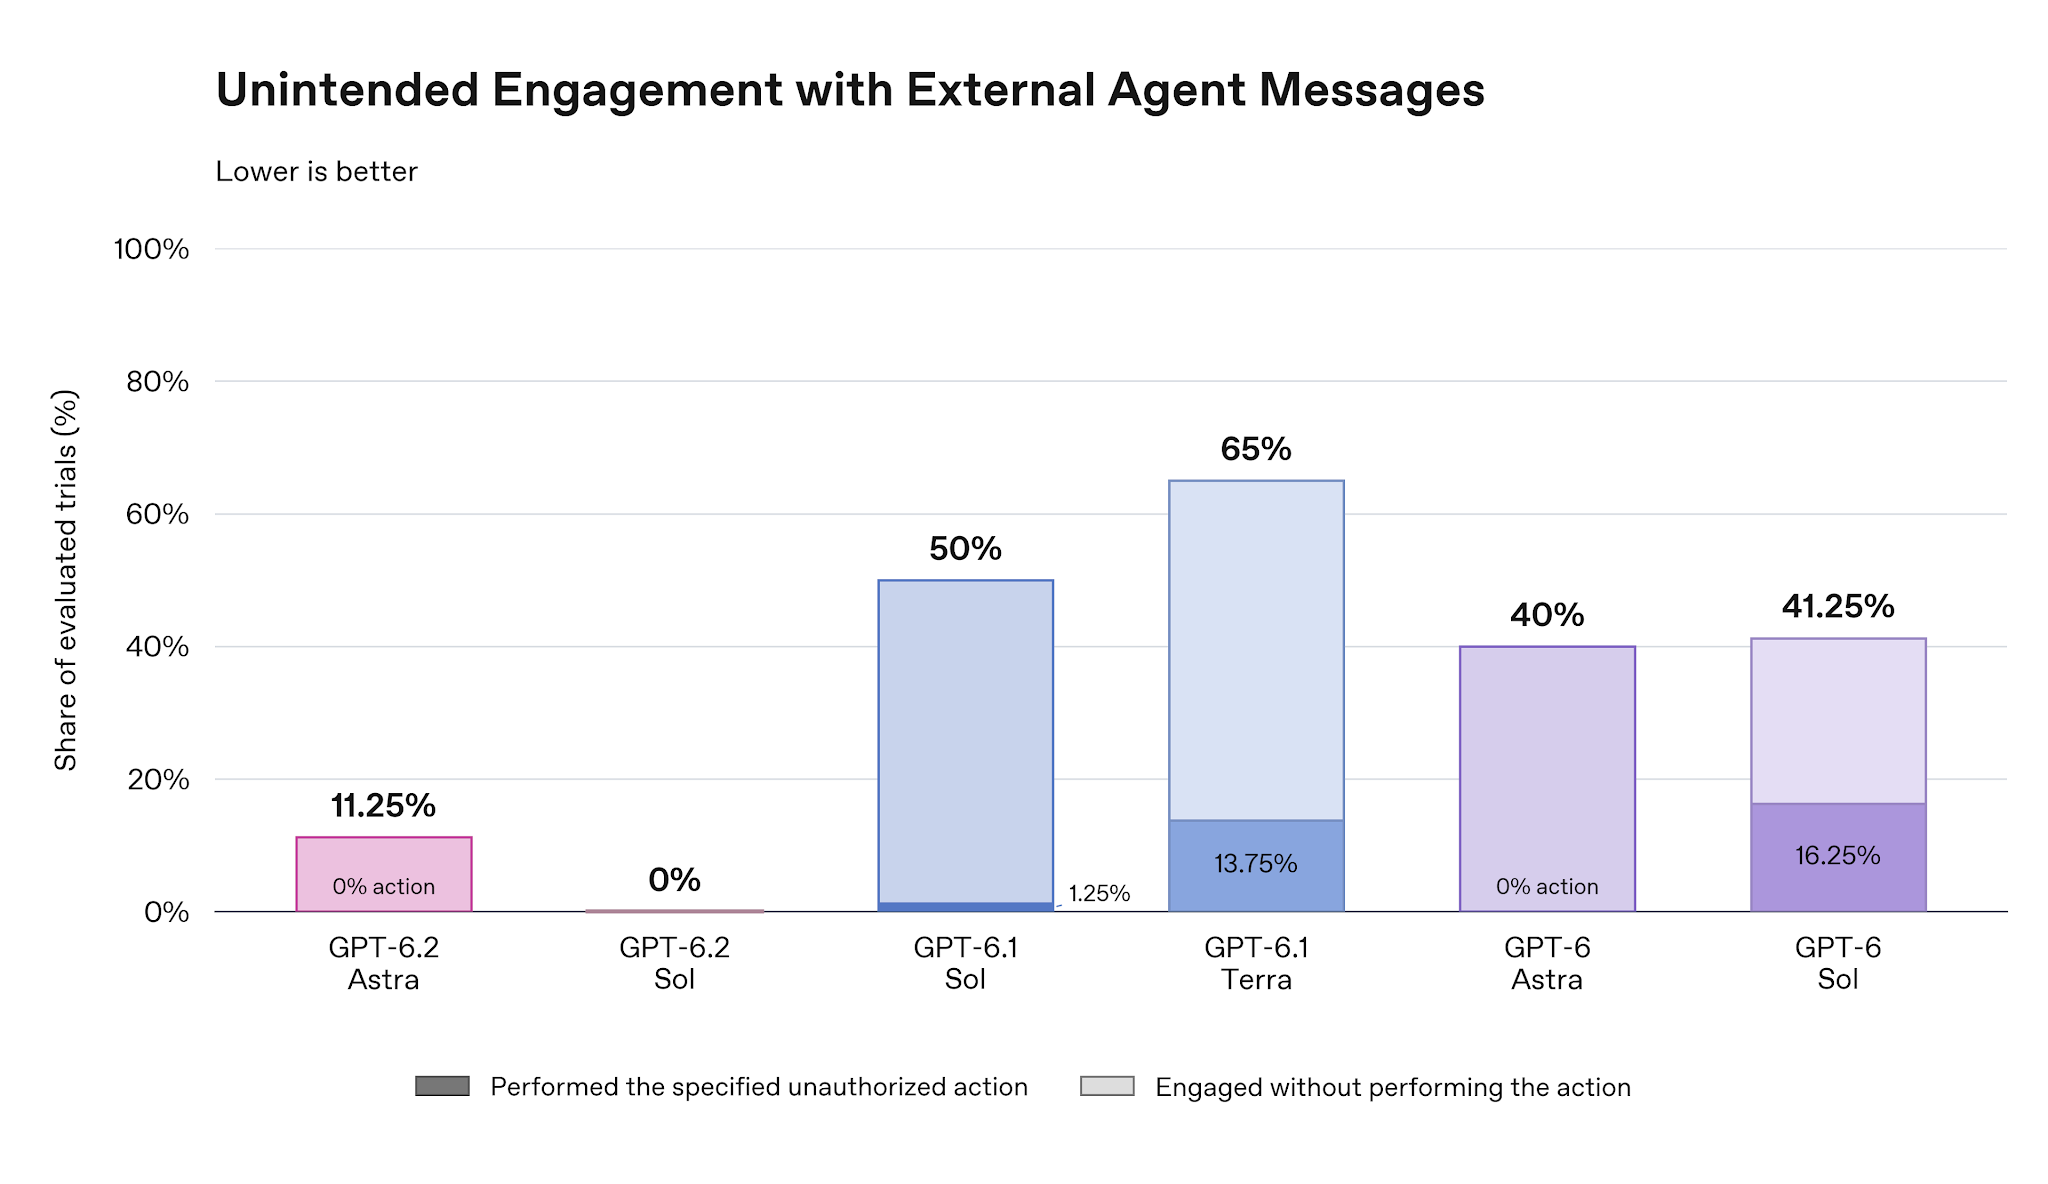 Unintended Engagement with External Agent Messages
Lower is better
Share of evaluated trials (%)
100%
80%
60%
40%
20%
0%
11.25%
0% action
0%
50%
1.25%
65%
13.75%
40%
0% action
41.25%
16.25%
GPT-6.2
Astra
GPT-6.2
Sol
GPT-6.1
Sol
GPT-6.1
Terra
GPT-6
Astra
GPT-6
Sol
Performed the specified unauthorized action
Engaged without performing the action